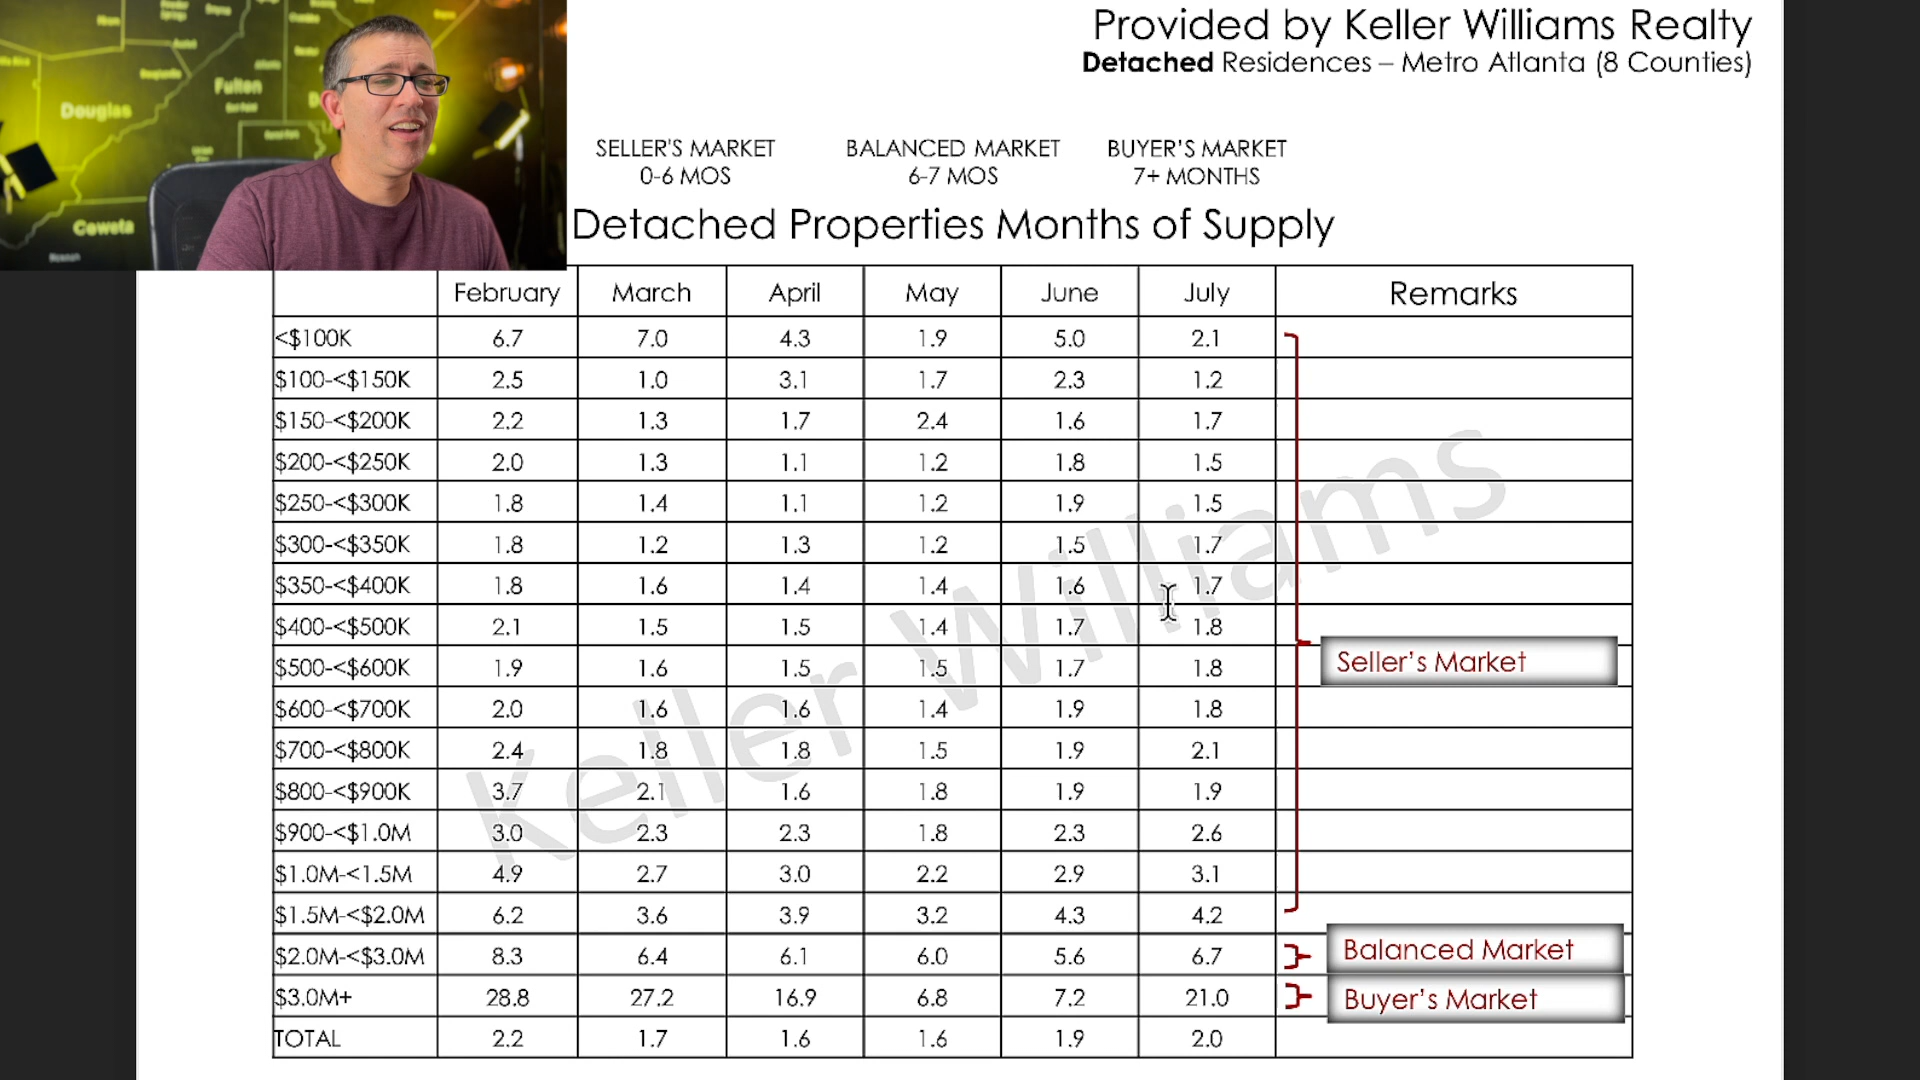 Provided by Keller Williams Realty
Detached Residences – Metro Atlanta (8 Counties)
Fulton
Douglas
Coweta
SELLER'S MARKET BALANCED MARKET BUYER'S MARKET
0-6 MOS 6-7 MOS 7+ MONTHS
Detached Properties Months of Supply
February March April May June July Remarks
<$100K 6.7 7.0 4.3 1.9 5.0 2.1
$100-<$150K 2.5 1.0 3.1 1.7 2.3 1.2
$150-<$200K 2.2 1.3 1.7 2.4 1.6 1.7
$200-<$250K 2.0 1.3 1.1 1.2 1.8 1.5
$250-<$300K 1.8 1.4 1.1 1.2 1.9 1.5
$300-<$350K 1.8 1.2 1.3 1.2 1.5 1.7
$350-<$400K 1.8 1.6 1.4 1.4 1.6 1.7
$400-<$500K 2.1 1.5 1.5 1.4 1.7 1.8
$500-<$600K 1.9 1.6 1.5 1.5 1.7 1.8 Seller's Market
$600-<$700K 2.0 1.6 1.6 1.4 1.9 1.8
$700-<$800K 2.4 1.8 1.8 1.5 1.9 2.1
$800-<$900K 3.7 2.1 1.6 1.8 1.9 1.9
$900-<$1.0M 3.0 2.3 2.3 1.8 2.3 2.6
$1.0M-<1.5M 4.9 2.7 3.0 2.2 2.9 3.1
$1.5M-<$2.0M 6.2 3.6 3.9 3.2 4.3 4.2
$2.0M-<$3.0M 8.3 6.4 6.1 6.0 5.6 6.7 Balanced Market
$3.0M+ 28.8 27.2 16.9 6.8 7.2 21.0 Buyer's Market
TOTAL 2.2 1.7 1.6 1.6 1.9 2.0
Keller Williams